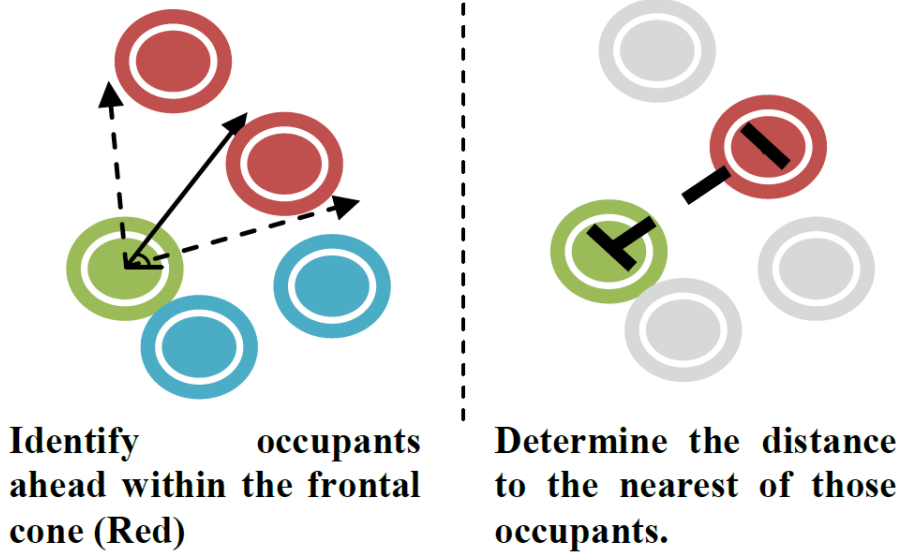 Identify occupants
ahead within the frontal
cone (Red)
Determine the distance
to the nearest of those
occupants.